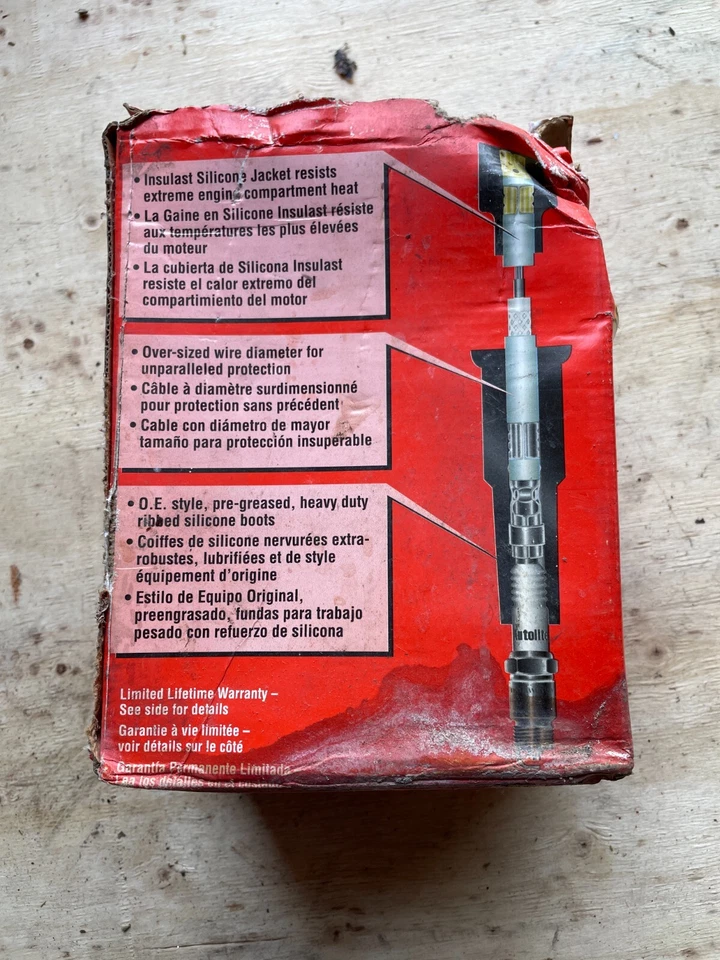 • Insulast Silicone Jacket resists
extreme engine compartment heat
• La Gaine en Silicone Insulast résiste
aux températures les plus élevées
du moteur
• La cubierta de Silicona Insulast
resiste el calor extremo del
compartimiento del motor
• Over-sized wire diameter for
unparalleled protection
• Câble à diamètre surdimensionné
pour protection sans précédent
• Cable con diámetro de mayor
tamaño para protección insuperable
• O.E. style, pre-greased, heavy duty
ribbed silicone boots
• Coiffes de silicone nervurées extra-
robustes, lubrifiées et de style
équipement d'origine
• Estilo de Equipo Original,
preengrasado, fundas para trabajo
pesado con refuerzo de silicona
Autolite
Limited Lifetime Warranty –
See side for details
Garantie à vie limitée –
voir détails sur le côté
Garantía Permanente Limitada
los detalles en el